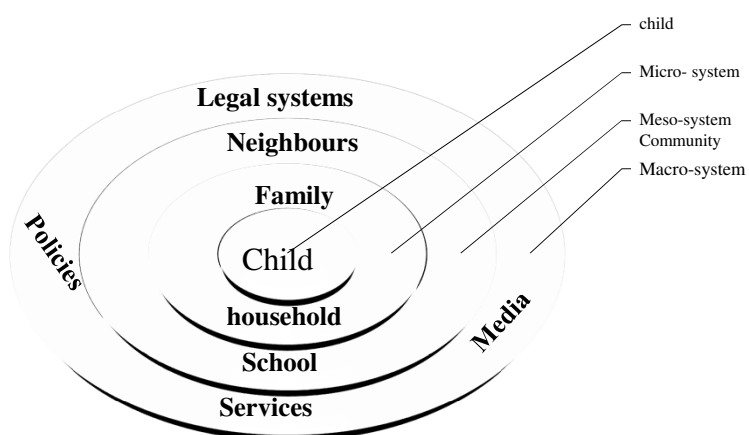 child
Micro- system
Meso-system
Community
Macro-system
Legal systems
Neighbours
Family
Child
household
School
Services
Policies
Media